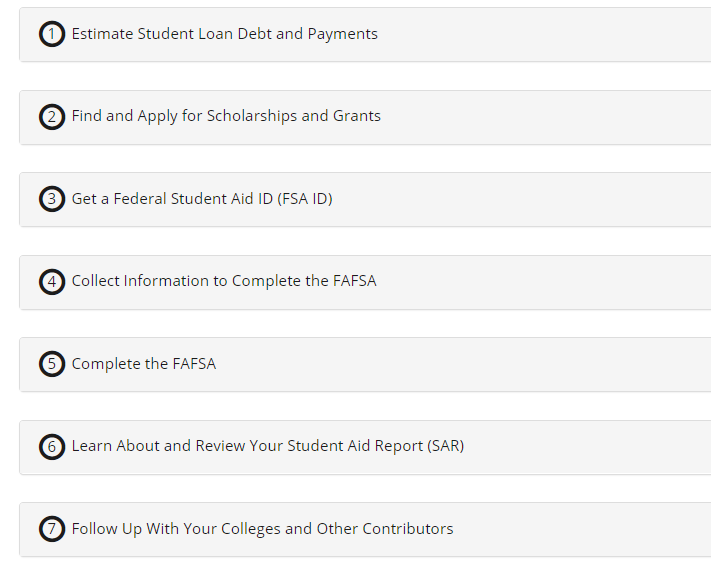 1 Estimate Student Loan Debt and Payments
2 Find and Apply for Scholarships and Grants
3 Get a Federal Student Aid ID (FSA ID)
4 Collect Information to Complete the FAFSA
5 Complete the FAFSA
6 Learn About and Review Your Student Aid Report (SAR)
7 Follow Up With Your Colleges and Other Contributors